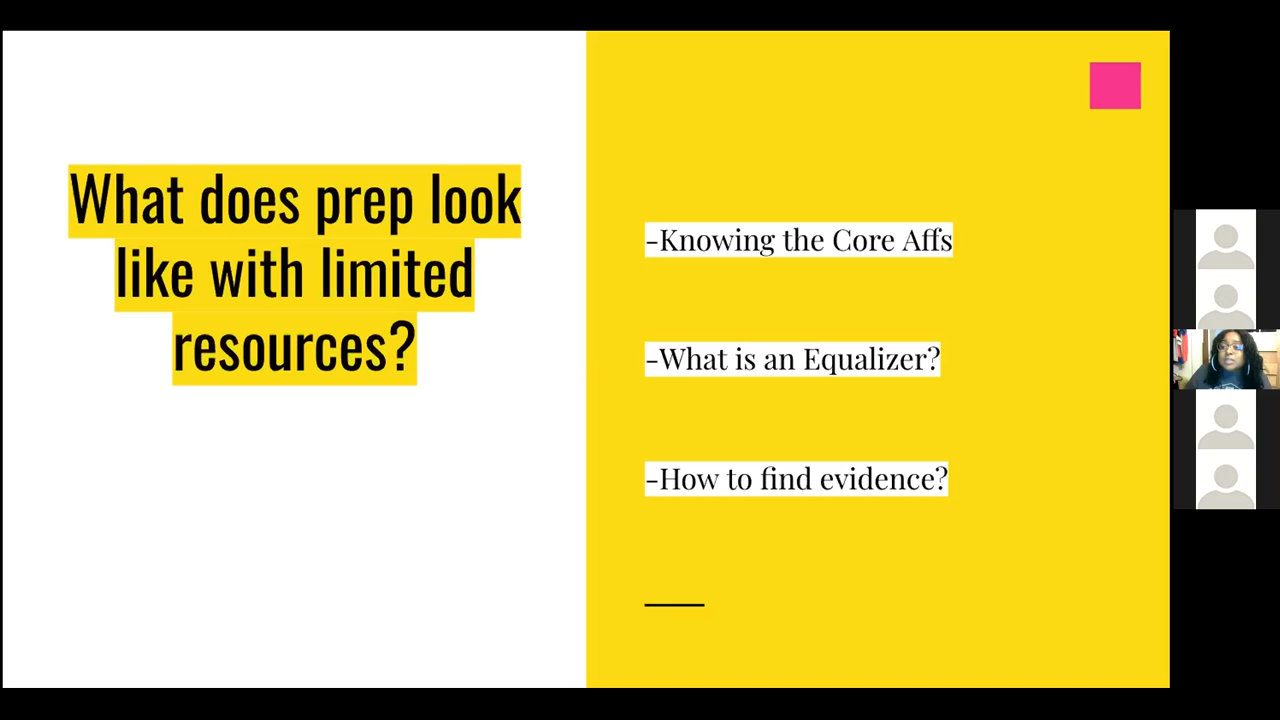 What does prep look
like with limited
resources?
-Knowing the Core Affs
-What is an Equalizer?
-How to find evidence?